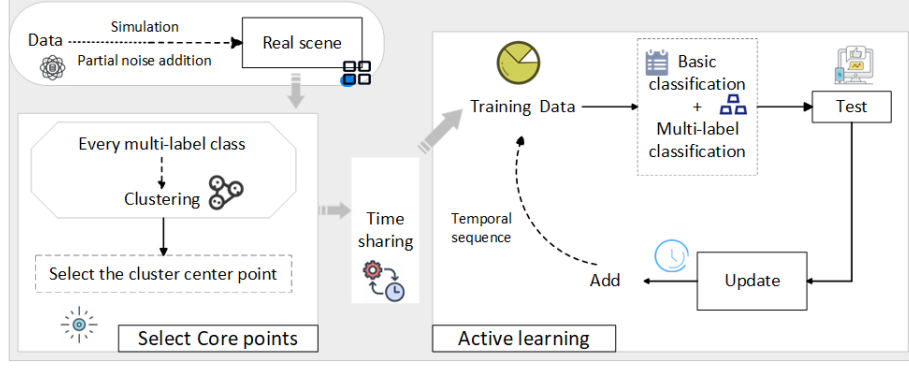 Simulation
Data
Real scene
Partial noise addition
Every multi-label class
Clustering
Select the cluster center point
Select Core points
Time
sharing
Training Data
Basic
classification
+
Multi-label
classification
Test
Temporal
sequence
Add
Update
Active learning